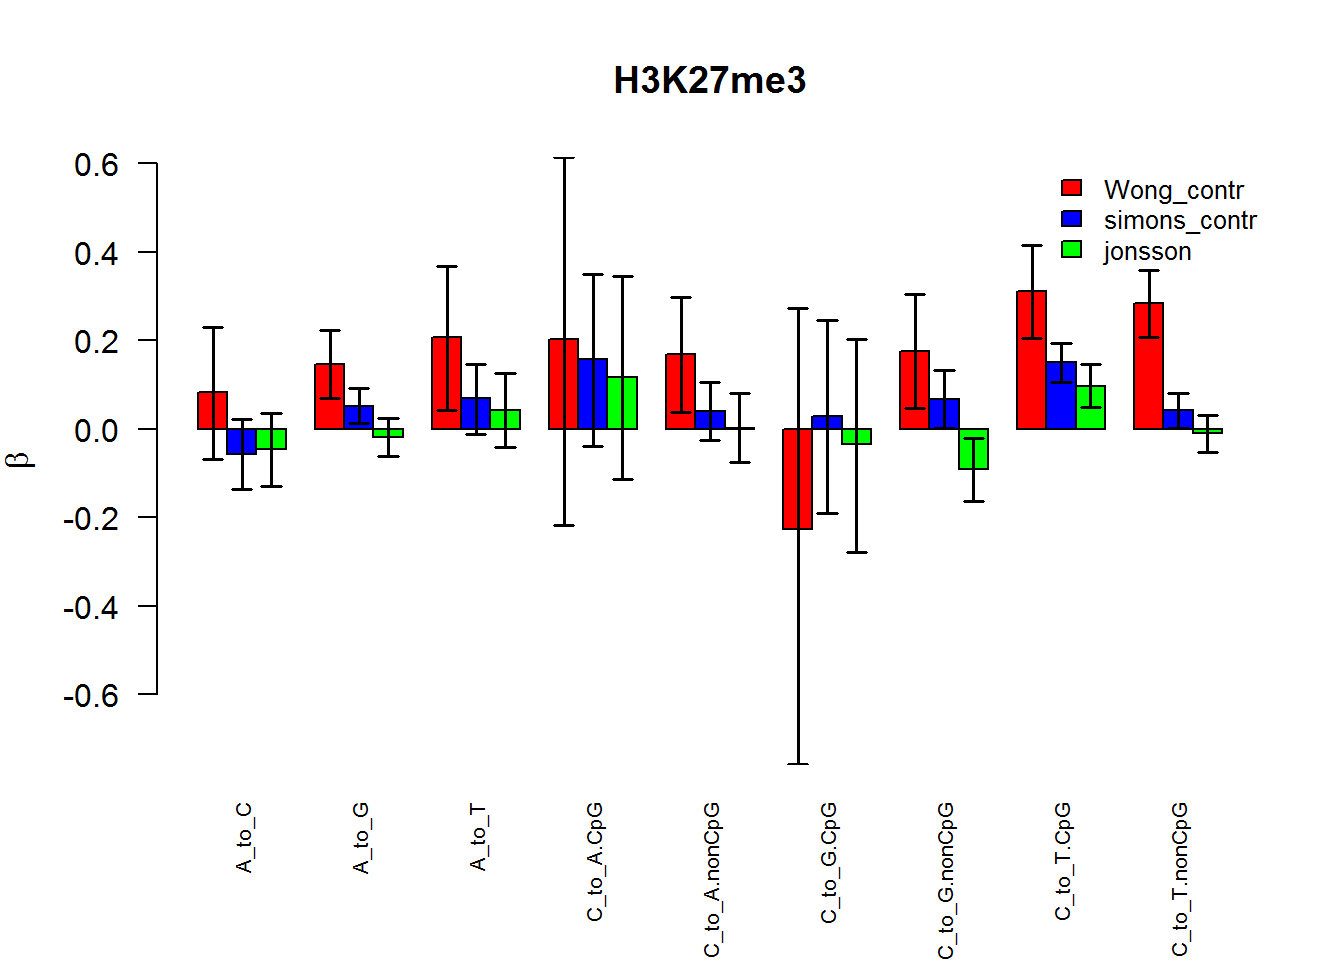 H3K27me3
0.6
0.4
0.2
0.0
-0.2
-0.4
-0.6
β
Wong_contr
simons_contr
jonsson
A_to_C
A_to_G
A_to_T
C_to_A.CpG
C_to_A.nonCpG
C_to_G.CpG
C_to_G.nonCpG
C_to_T.CpG
C_to_T.nonCpG